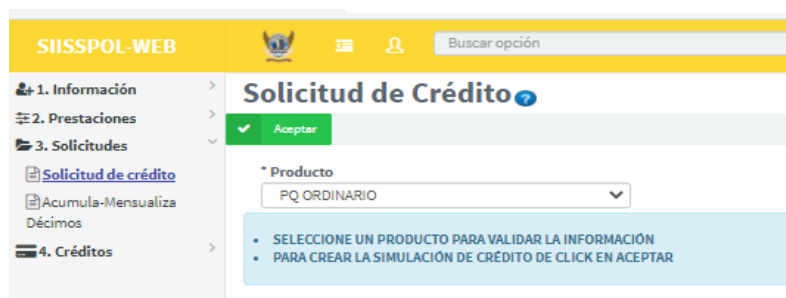 SIISSPOL-WEB
Buscar opción
1. Información
2. Prestaciones
3. Solicitudes
Solicitud de crédito
Acumula-Mensualiza
Décimos
4. Créditos
Solicitud de Crédito
Aceptar
* Producto
PQ ORDINARIO
• SELECCIONE UN PRODUCTO PARA VALIDAR LA INFORMACIÓN
• PARA CREAR LA SIMULACIÓN DE CRÉDITO DE CLICK EN ACEPTAR